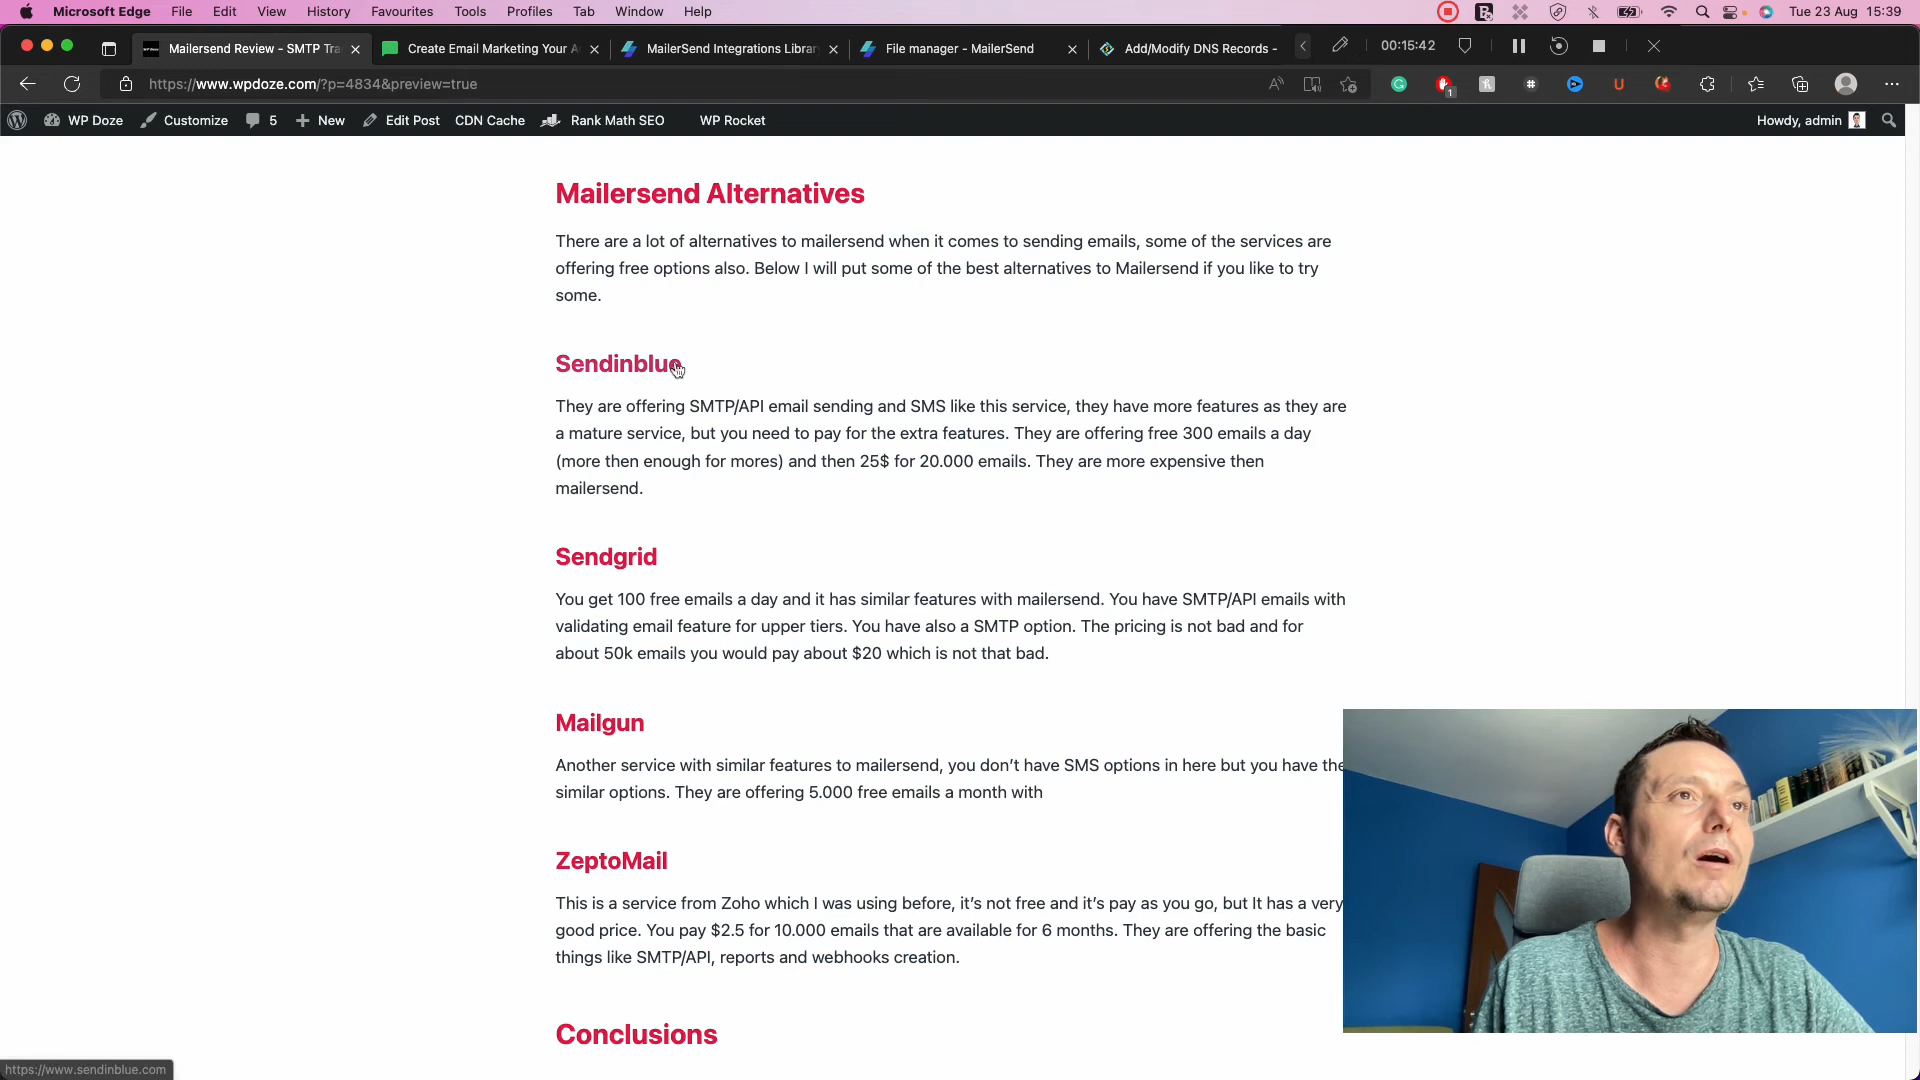 Microsoft Edge File Edit View History Favourites Tools Profiles Tab Window Help Tue 23 Aug 15:39
Mailersend Review - SMTP Tra Create Email Marketing Your A MailerSend Integrations Library File manager - MailerSend Add/Modify DNS Records - 00:15:42
https://www.wpdoze.com/?p=4834&preview=true
WP Doze Customize 5 New Edit Post CDN Cache Rank Math SEO WP Rocket Howdy, admin
Mailersend Alternatives
There are a lot of alternatives to mailersend when it comes to sending emails, some of the services are
offering free options also. Below I will put some of the best alternatives to Mailersend if you like to try
some.
Sendinblue
They are offering SMTP/API email sending and SMS like this service, they have more features as they are
a mature service, but you need to pay for the extra features. They are offering free 300 emails a day
(more then enough for mores) and then 25$ for 20.000 emails. They are more expensive then
mailersend.
Sendgrid
You get 100 free emails a day and it has similar features with mailersend. You have SMTP/API emails with
validating email feature for upper tiers. You have also a SMTP option. The pricing is not bad and for
about 50k emails you would pay about $20 which is not that bad.
Mailgun
Another service with similar features to mailersend, you don't have SMS options in here but you have the
similar options. They are offering 5.000 free emails a month with
ZeptoMail
This is a service from Zoho which I was using before, it's not free and it's pay as you go, but It has a very
good price. You pay $2.5 for 10.000 emails that are available for 6 months. They are offering the basic
things like SMTP/API, reports and webhooks creation.
Conclusions
https://www.sendinblue.com